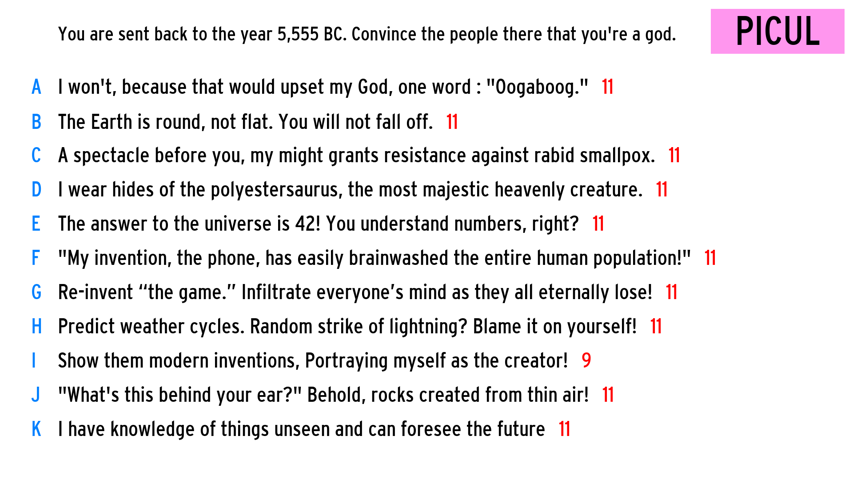 You are sent back to the year 5,555 BC. Convince the people there that you're a god.
PICUL
A I won't, because that would upset my God, one word : "Oogaboog." 11
B The Earth is round, not flat. You will not fall off. 11
C A spectacle before you, my might grants resistance against rabid smallpox. 11
D I wear hides of the polyestersaurus, the most majestic heavenly creature. 11
E The answer to the universe is 42! You understand numbers, right? 11
F "My invention, the phone, has easily brainwashed the entire human population!" 11
G Re-invent “the game.” Infiltrate everyone’s mind as they all eternally lose! 11
H Predict weather cycles. Random strike of lightning? Blame it on yourself! 11
I Show them modern inventions, Portraying myself as the creator! 9
J "What's this behind your ear?" Behold, rocks created from thin air! 11
K I have knowledge of things unseen and can foresee the future 11